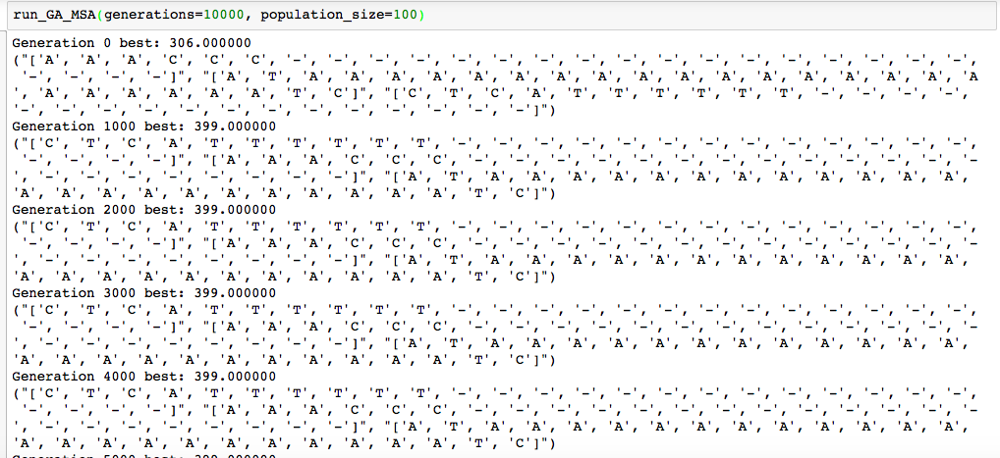 run_GA_MSA(generations=10000, population_size=100)
Generation 0 best: 306.000000
("['A', 'A', 'A', 'C', 'C', 'C', '-', '-', '-', '-', '-', '-', '-', '-', '-', '-', '-', '-', '-', '-', '-', '-', '-',
'-', '-', '-', '-']", "['A', 'T', 'A', 'A', 'A', 'A', 'A', 'A', 'A', 'A', 'A', 'A', 'A', 'A', 'A', 'A', 'A', 'A', 'A
', 'A', 'A', 'A', 'A', 'A', 'A', 'T', 'C']", "['C', 'T', 'C', 'A', 'T', 'T', 'T', 'T', 'T', 'T', '-', '-', '-', '-',
'-', '-', '-', '-', '-', '-', '-', '-', '-', '-', '-', '-', '-']")
Generation 1000 best: 399.000000
("['C', 'T', 'C', 'A', 'T', 'T', 'T', 'T', 'T', 'T', '-', '-', '-', '-', '-', '-', '-', '-', '-', '-', '-', '-', '-',
'-', '-', '-', '-']", "['A', 'A', 'A', 'C', 'C', 'C', '-', '-', '-', '-', '-', '-', '-', '-', '-', '-', '-', '-', '-
', '-', '-', '-', '-', '-', '-', '-', '-']", "['A', 'T', 'A', 'A', 'A', 'A', 'A', 'A', 'A', 'A', 'A', 'A', 'A', 'A',
'A', 'A', 'A', 'A', 'A', 'A', 'A', 'A', 'A', 'A', 'A', 'T', 'C']")
Generation 2000 best: 399.000000
("['C', 'T', 'C', 'A', 'T', 'T', 'T', 'T', 'T', 'T', '-', '-', '-', '-', '-', '-', '-', '-', '-', '-', '-', '-', '-',
'-', '-', '-', '-']", "['A', 'A', 'A', 'C', 'C', 'C', '-', '-', '-', '-', '-', '-', '-', '-', '-', '-', '-', '-', '-
', '-', '-', '-', '-', '-', '-', '-', '-']", "['A', 'T', 'A', 'A', 'A', 'A', 'A', 'A', 'A', 'A', 'A', 'A', 'A', 'A',
'A', 'A', 'A', 'A', 'A', 'A', 'A', 'A', 'A', 'A', 'A', 'T', 'C']")
Generation 3000 best: 399.000000
("['C', 'T', 'C', 'A', 'T', 'T', 'T', 'T', 'T', 'T', '-', '-', '-', '-', '-', '-', '-', '-', '-', '-', '-', '-', '-',
'-', '-', '-', '-']", "['A', 'A', 'A', 'C', 'C', 'C', '-', '-', '-', '-', '-', '-', '-', '-', '-', '-', '-', '-', '-
', '-', '-', '-', '-', '-', '-', '-', '-']", "['A', 'T', 'A', 'A', 'A', 'A', 'A', 'A', 'A', 'A', 'A', 'A', 'A', 'A',
'A', 'A', 'A', 'A', 'A', 'A', 'A', 'A', 'A', 'A', 'A', 'T', 'C']")
Generation 4000 best: 399.000000
("['C', 'T', 'C', 'A', 'T', 'T', 'T', 'T', 'T', 'T', '-', '-', '-', '-', '-', '-', '-', '-', '-', '-', '-', '-', '-',
'-', '-', '-', '-']", "['A', 'A', 'A', 'C', 'C', 'C', '-', '-', '-', '-', '-', '-', '-', '-', '-', '-', '-', '-', '-
', '-', '-', '-', '-', '-', '-', '-', '-']", "['A', 'T', 'A', 'A', 'A', 'A', 'A', 'A', 'A', 'A', 'A', 'A', 'A', 'A',
'A', 'A', 'A', 'A', 'A', 'A', 'A', 'A', 'A', 'A', 'A', 'T', 'C']")